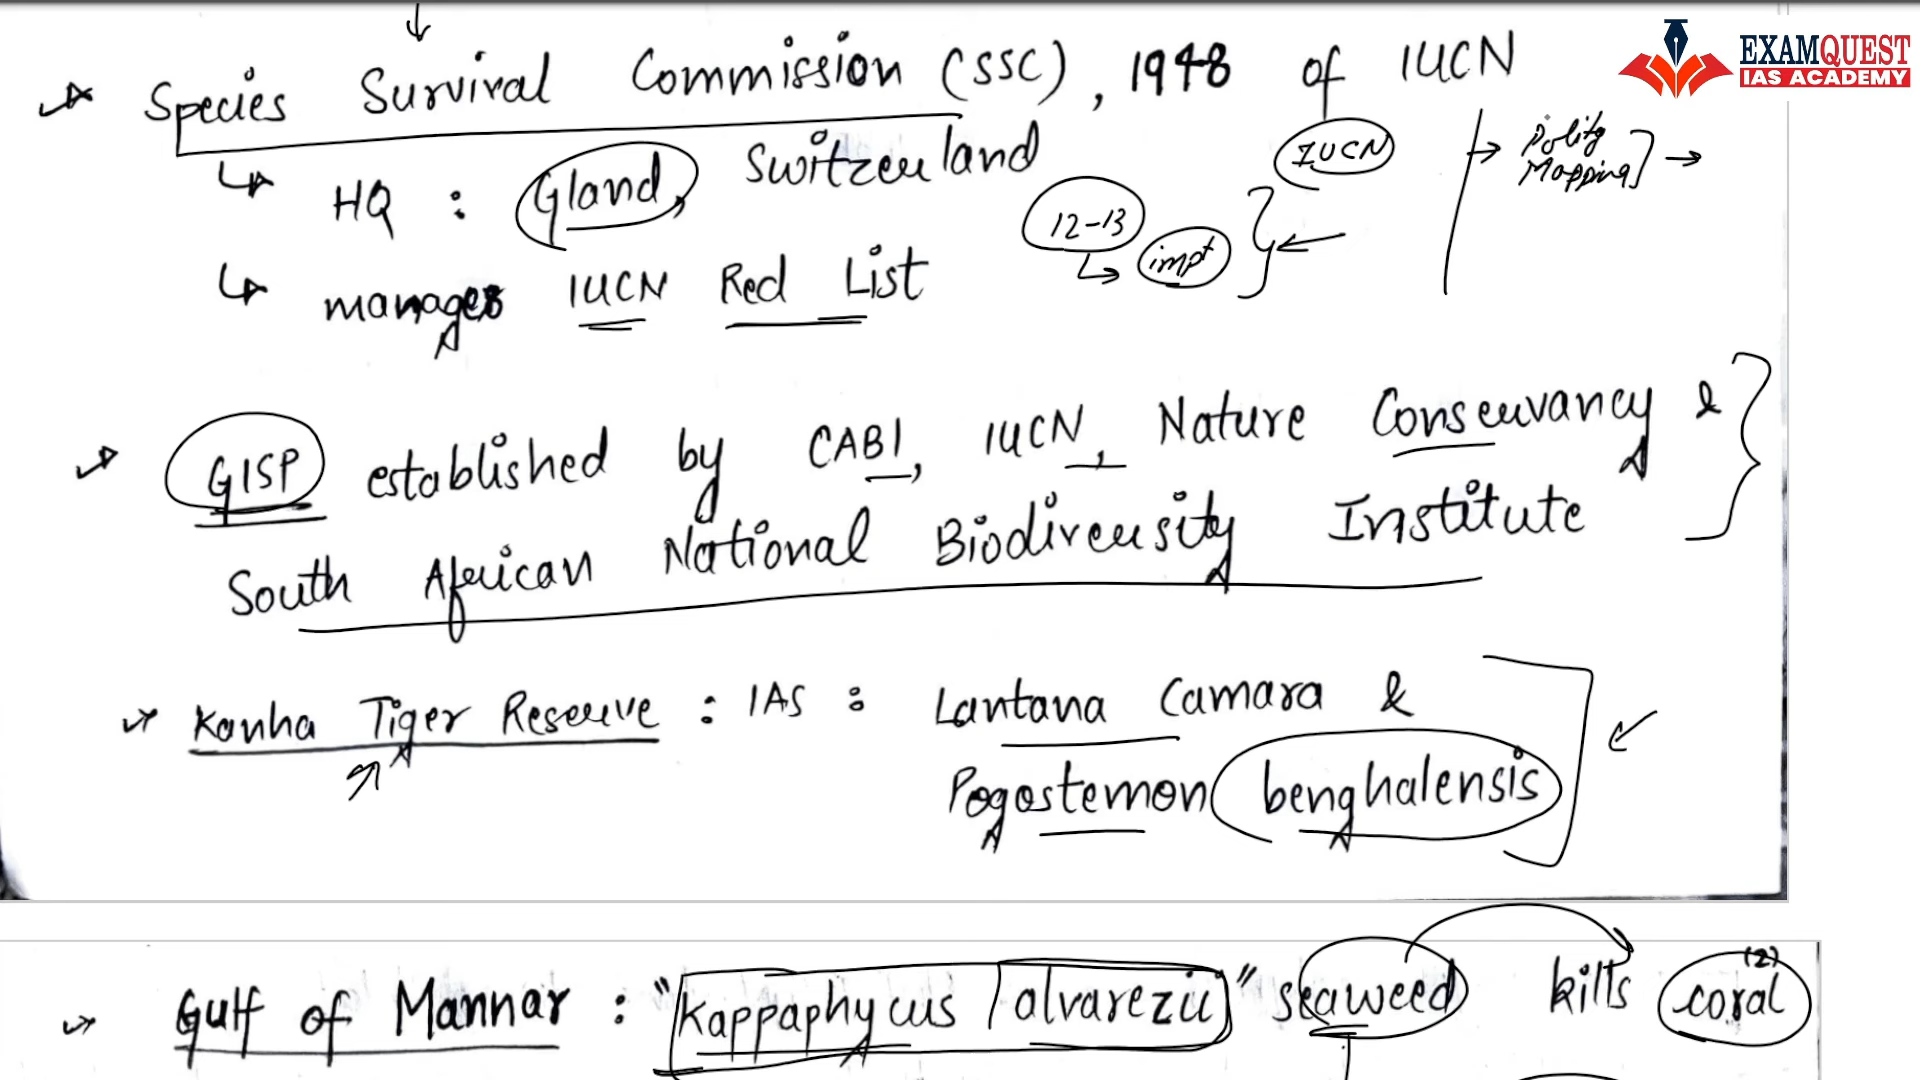 EXAMQUEST
IAS ACADEMY
Species Survival Commission (SSC), 1948 of IUCN
IUCN
Polity
Mapping
HQ : Gland, Switzerland
12-13
impt
manages IUCN Red List
GISP established by CABI, IUCN, Nature Conservancy &
South African National Biodiversity Institute
Kanha Tiger Reserve : IAS : Lantana Camara &
Pogostemon benghalensis
Gulf of Mannar : "Kappaphycus alvarezii" seaweed kills coral
(2)